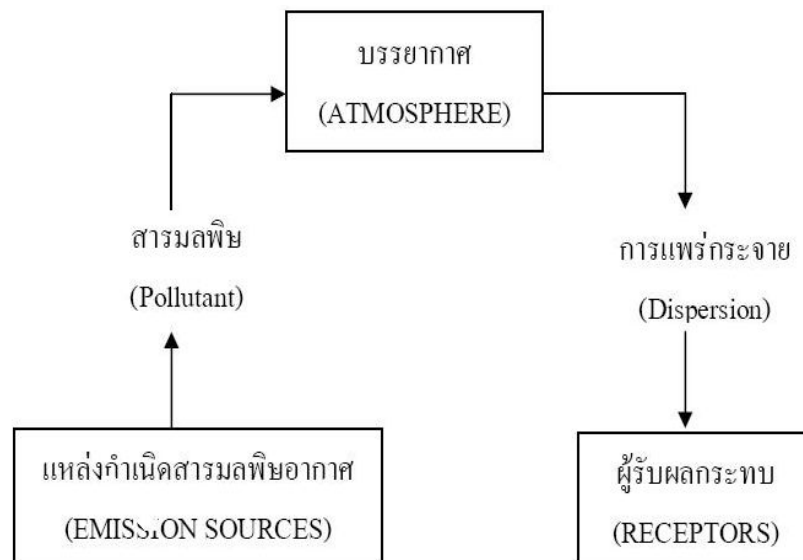 บรรยากาศ
(ATMOSPHERE)
สารมลพิษ
(Pollutant)
การแพร่กระจาย
(Dispersion)
แหล่งกำเนิดสารมลพิษอากาศ
(EMISSION SOURCES)
ผู้รับผลกระทบ
(RECEPTORS)